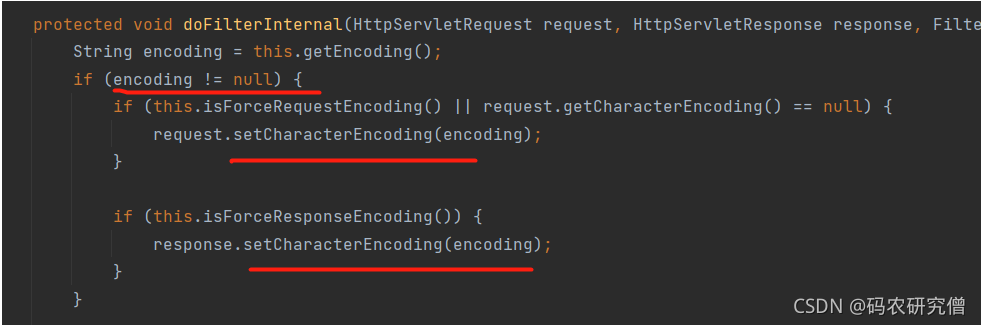 protected void doFilterInternal(HttpServletRequest request, HttpServletResponse response, Filte
String encoding = this.getEncoding();
if (encoding != null) {
if (this.isForceRequestEncoding() || request.getCharacterEncoding() == null) {
request.setCharacterEncoding(encoding);
}
if (this.isForceResponseEncoding()) {
response.setCharacterEncoding(encoding);
}
}
CSDN @码农研究僧